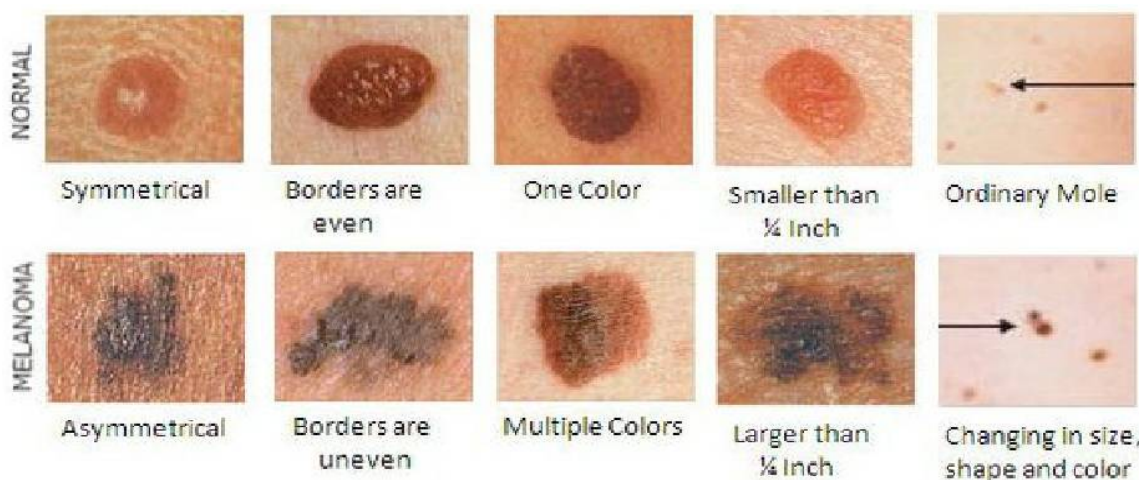 NORMAL
Symmetrical
Borders are
even
One Color
Smaller than
¼ Inch
Ordinary Mole
MELANOMA
Asymmetrical
Borders are
uneven
Multiple Colors
Larger than
¼ Inch
Changing in size,
shape and color